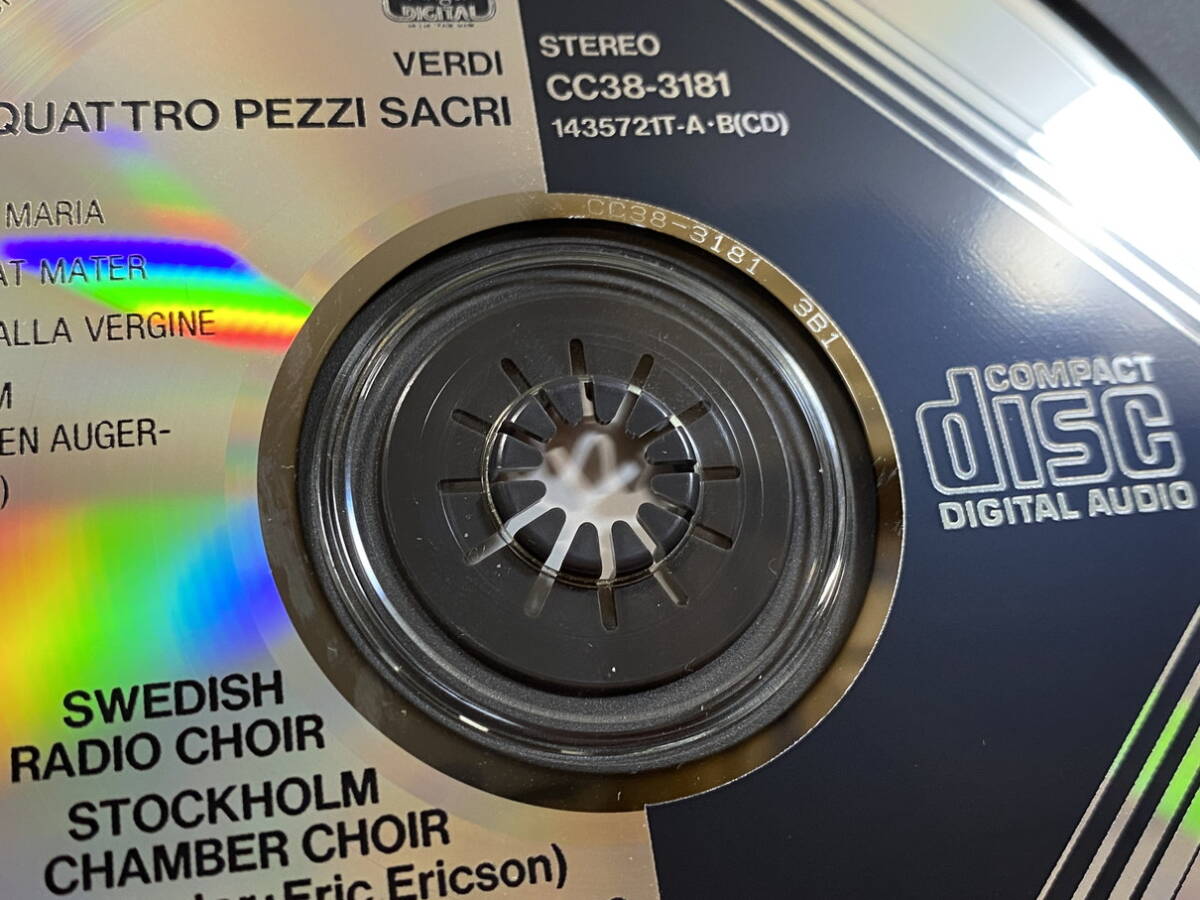 DIGITAL
VERDI
QUATTRO PEZZI SACRI
STEREO
CC38-3181
1435721T-A·B(CD)
MARIA
AT MATER
ALLA VERGINE
M
EN AUGER-
)
CC38-3181 3B1
COMPACT
disc
DIGITAL AUDIO
SWEDISH
RADIO CHOIR
STOCKHOLM
CHAMBER CHOIR
Eric Ericson)